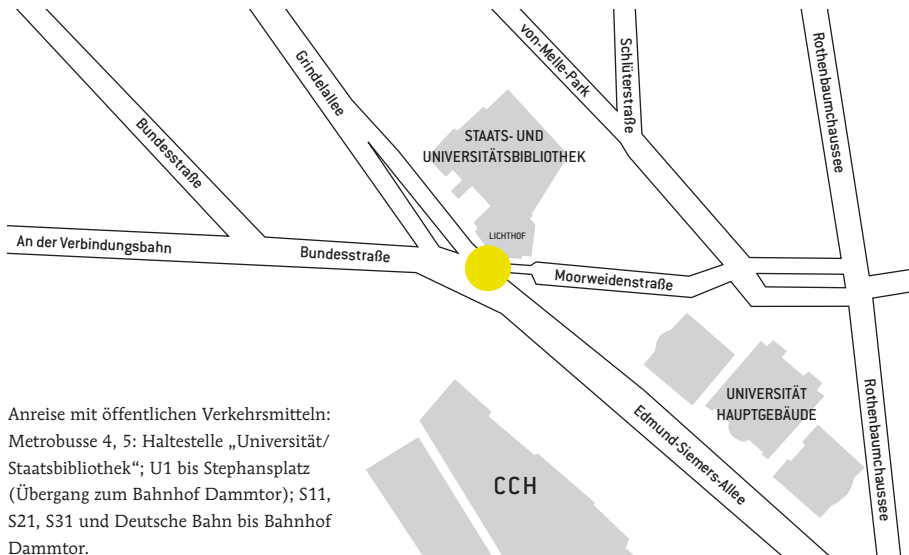 von-Melle-Park
Schlüterstraße
Rothenbaumchaussee
Grindelallee
Bundesstraße
STAATS- UND
UNIVERSITÄTSBIBLIOTHEK
LICHTHOF
An der Verbindungsbahn
Bundesstraße
Moorweidenstraße
UNIVERSITÄT
HAUPTGEBÄUDE
Rothenbaumchaussee
Edmund-Siemers-Allee
CCH
Anreise mit öffentlichen Verkehrsmitteln:
Metrobusse 4, 5: Haltestelle „Universität/
Staatsbibliothek“; U1 bis Stephansplatz
(Übergang zum Bahnhof Dammtor); S11,
S21, S31 und Deutsche Bahn bis Bahnhof
Dammtor.